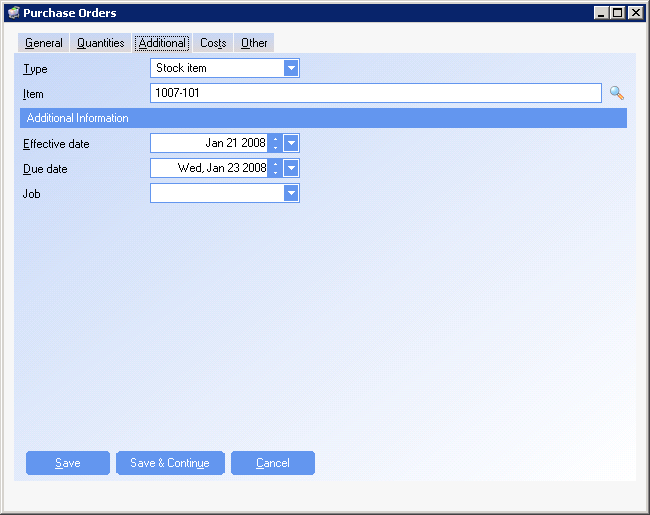 Purchase Orders
General Quantities Additional Costs Other
Type Stock item
Item 1007-101
Additional Information
Effective date Jan 21 2008
Due date Wed, Jan 23 2008
Job
Save Save & Continue Cancel